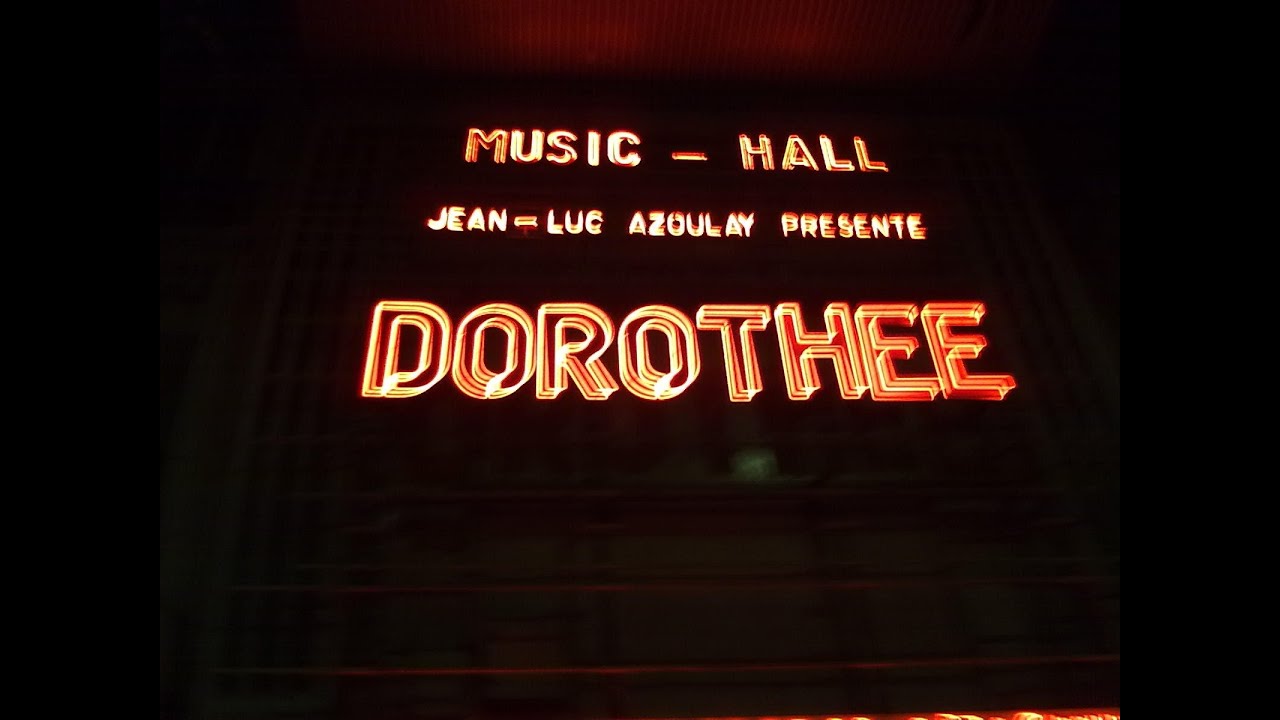 MUSIC - HALL
JEAN-LUC AZOULAY PRESENTE
DOROTHEE